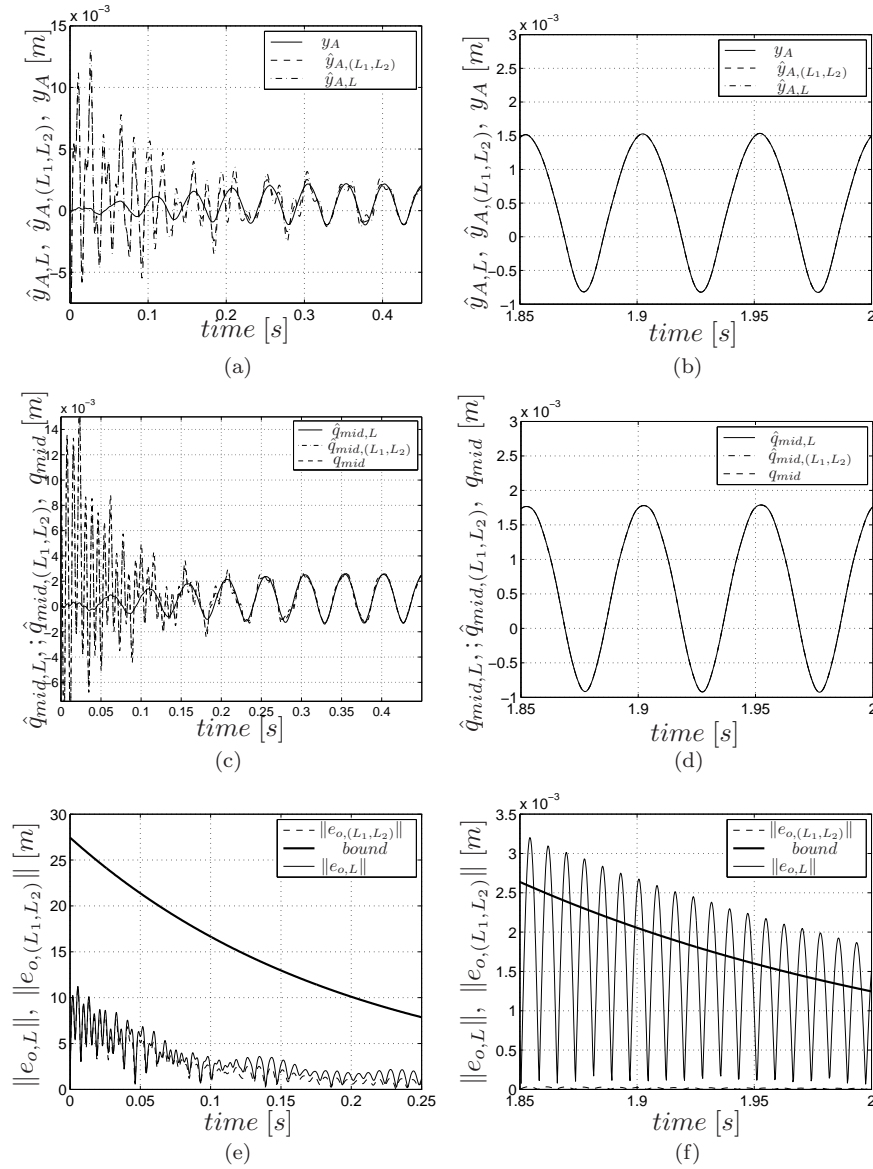 x 10⁻³
15
10
5
0
−5
0 0.1 0.2 0.3 0.4
ŷ_{A,L}, ŷ_{A,(L₁,L₂)}, y_A [m]
time [s]
y_A
ŷ_{A,(L₁,L₂)}
ŷ_{A,L}
(a)
x 10⁻³
3
2.5
2
1.5
1
0.5
0
−0.5
−1
1.85 1.9 1.95 2
ŷ_{A,L}, ŷ_{A,(L₁,L₂)}, y_A [m]
time [s]
y_A
ŷ_{A,(L₁,L₂)}
ŷ_{A,L}
(b)
x 10⁻³
14
12
10
8
6
4
2
0
−2
−4
−6
0 0.05 0.1 0.15 0.2 0.25 0.3 0.35 0.4
q̂_{mid,L}, ; q̂_{mid,(L₁,L₂)}, q_{mid} [m]
time [s]
q̂_{mid,L}
q̂_{mid,(L₁,L₂)}
q_{mid}
(c)
x 10⁻³
3
2.5
2
1.5
1
0.5
0
−0.5
−1
1.85 1.9 1.95 2
q̂_{mid,L}, ; q̂_{mid,(L₁,L₂)}, q_{mid} [m]
time [s]
q̂_{mid,L}
q̂_{mid,(L₁,L₂)}
q_{mid}
(d)
30
25
20
15
10
5
0
0 0.05 0.1 0.15 0.2 0.25
‖e_{o,L}‖, ‖e_{o,(L₁,L₂)}‖ [m]
time [s]
‖e_{o,(L₁,L₂)}‖
bound
‖e_{o,L}‖
(e)
x 10⁻³
3.5
3
2.5
2
1.5
1
0.5
0
1.85 1.9 1.95 2
‖e_{o,L}‖, ‖e_{o,(L₁,L₂)}‖ [m]
time [s]
‖e_{o,(L₁,L₂)}‖
bound
‖e_{o,L}‖
(f)